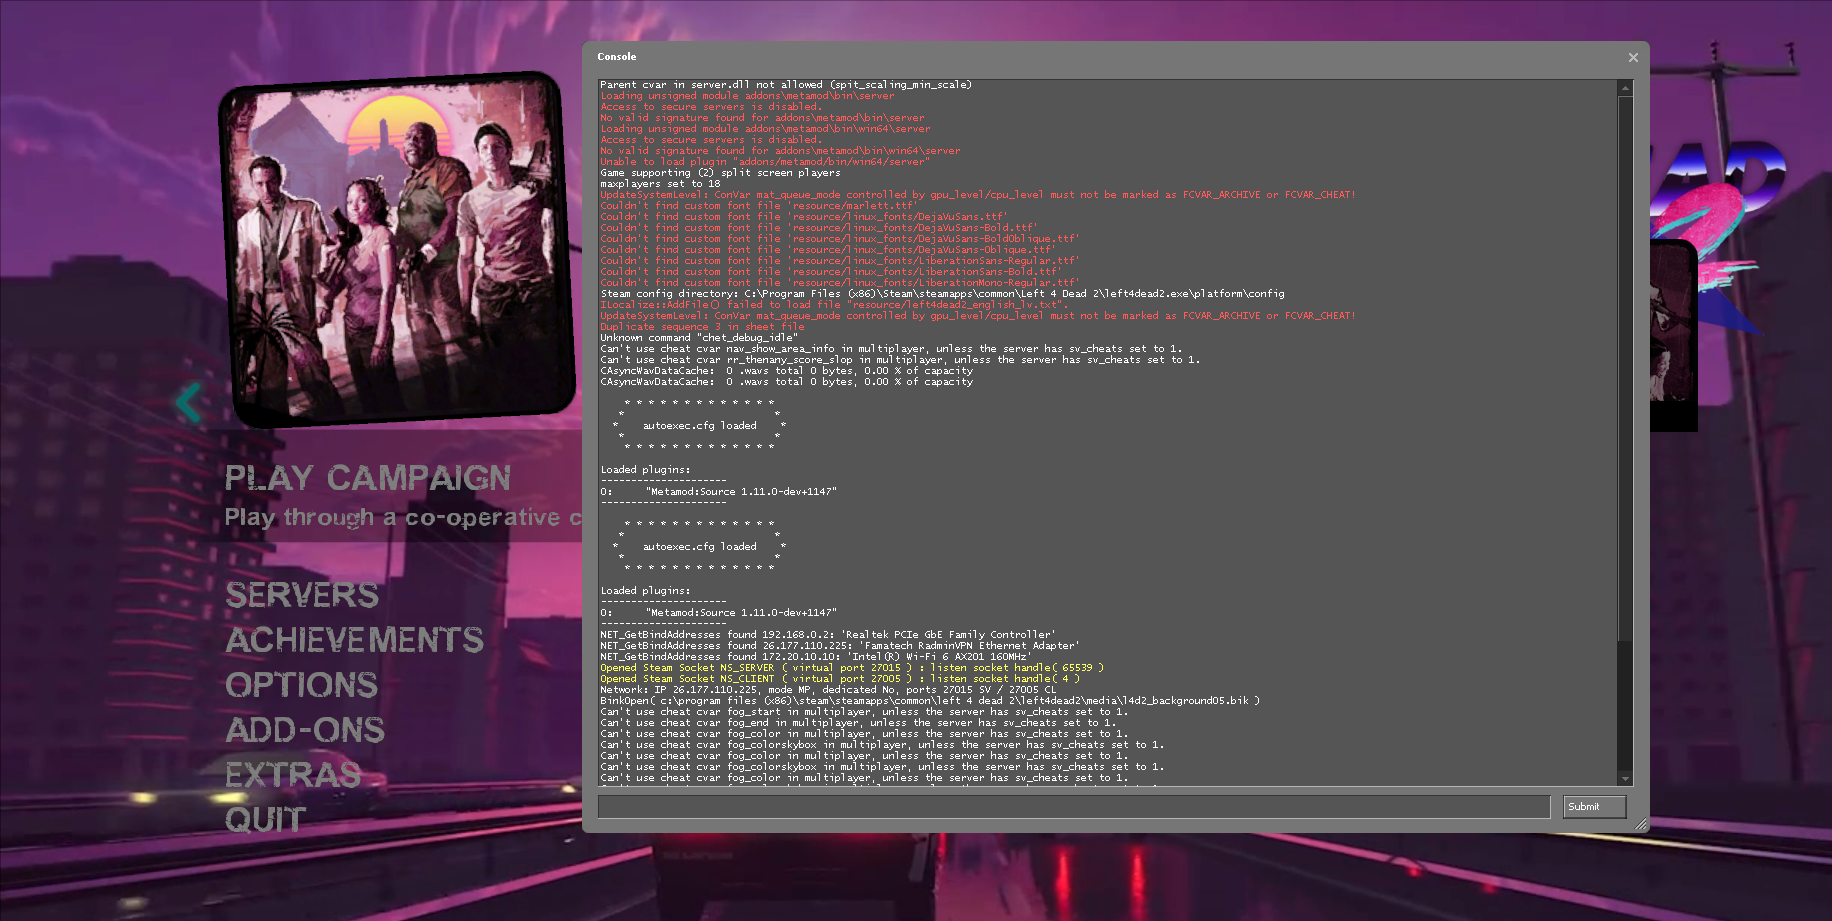 Console
Parent cvar in server.dll not allowed (spit_scaling_min_scale)
Loading unsigned module addons\metamod\bin\server
Access to secure servers is disabled.
No valid signature found for addons\metamod\bin\server
Loading unsigned module addons\metamod\bin\win64\server
Access to secure servers is disabled.
No valid signature found for addons\metamod\bin\win64\server
Unable to load plugin "addons/metamod/bin/win64/server"
Game supporting (2) split screen players
maxplayers set to 18
UpdateSystemLevel: ConVar mat_queue_mode controlled by gpu_level/cpu_level must not be marked as FCVAR_ARCHIVE or FCVAR_CHEAT!
Couldn't find custom font file 'resource/marlett.ttf'
Couldn't find custom font file 'resource/linux_fonts/DejaVuSans.ttf'
Couldn't find custom font file 'resource/linux_fonts/DejaVuSans-Bold.ttf'
Couldn't find custom font file 'resource/linux_fonts/DejaVuSans-BoldOblique.ttf'
Couldn't find custom font file 'resource/linux_fonts/DejaVuSans-Oblique.ttf'
Couldn't find custom font file 'resource/linux_fonts/LiberationSans-Regular.ttf'
Couldn't find custom font file 'resource/linux_fonts/LiberationSans-Bold.ttf'
Couldn't find custom font file 'resource/linux_fonts/LiberationMono-Regular.ttf'
Steam config directory: C:\Program Files (x86)\Steam\steamapps\common\Left 4 Dead 2\left4dead2.exe\platform\config
ILocalize::AddFile() failed to load file "resource/left4dead2_english_lv.txt".
UpdateSystemLevel: ConVar mat_queue_mode controlled by gpu_level/cpu_level must not be marked as FCVAR_ARCHIVE or FCVAR_CHEAT!
Duplicate sequence 3 in sheet file
Unknown command "chet_debug_idle"
Can't use cheat cvar nav_show_area_info in multiplayer, unless the server has sv_cheats set to 1.
Can't use cheat cvar rr_thenany_score_slop in multiplayer, unless the server has sv_cheats set to 1.
CAsyncWavDataCache:  0 .wavs total 0 bytes, 0.00 % of capacity
CAsyncWavDataCache:  0 .wavs total 0 bytes, 0.00 % of capacity
* * * * * * * * * * * * *
*                         *
*    autoexec.cfg loaded    *
*                         *
* * * * * * * * * * * * *
Loaded plugins:
---------------------
0:      "Metamod:Source 1.11.0-dev+1147"
---------------------
* * * * * * * * * * * * *
*                         *
*    autoexec.cfg loaded    *
*                         *
* * * * * * * * * * * * *
Loaded plugins:
---------------------
0:      "Metamod:Source 1.11.0-dev+1147"
---------------------
NET_GetBindAddresses found 192.168.0.2: 'Realtek PCIe GbE Family Controller'
NET_GetBindAddresses found 26.177.110.225: 'Famatech RadminVPN Ethernet Adapter'
NET_GetBindAddresses found 172.20.10.10: 'Intel(R) Wi-Fi 6 AX201 160MHz'
Opened Steam Socket NS_SERVER ( virtual port 27015 ) : listen socket handle( 65539 )
Opened Steam Socket NS_CLIENT ( virtual port 27005 ) : listen socket handle( 4 )
Network: IP 26.177.110.225, mode MP, dedicated No, ports 27015 SV / 27005 CL
BinkOpen( c:\program files (x86)\steam\steamapps\common\left 4 dead 2\left4dead2\media\l4d2_background05.bik )
Can't use cheat cvar fog_start in multiplayer, unless the server has sv_cheats set to 1.
Can't use cheat cvar fog_end in multiplayer, unless the server has sv_cheats set to 1.
Can't use cheat cvar fog_color in multiplayer, unless the server has sv_cheats set to 1.
Can't use cheat cvar fog_colorskybox in multiplayer, unless the server has sv_cheats set to 1.
Can't use cheat cvar fog_color in multiplayer, unless the server has sv_cheats set to 1.
Can't use cheat cvar fog_colorskybox in multiplayer, unless the server has sv_cheats set to 1.
Can't use cheat cvar fog_color in multiplayer, unless the server has sv_cheats set to 1.
Submit
PLAY CAMPAIGN
Play through a co-operative c
SERVERS
ACHIEVEMENTS
OPTIONS
ADD-ONS
EXTRAS
QUIT